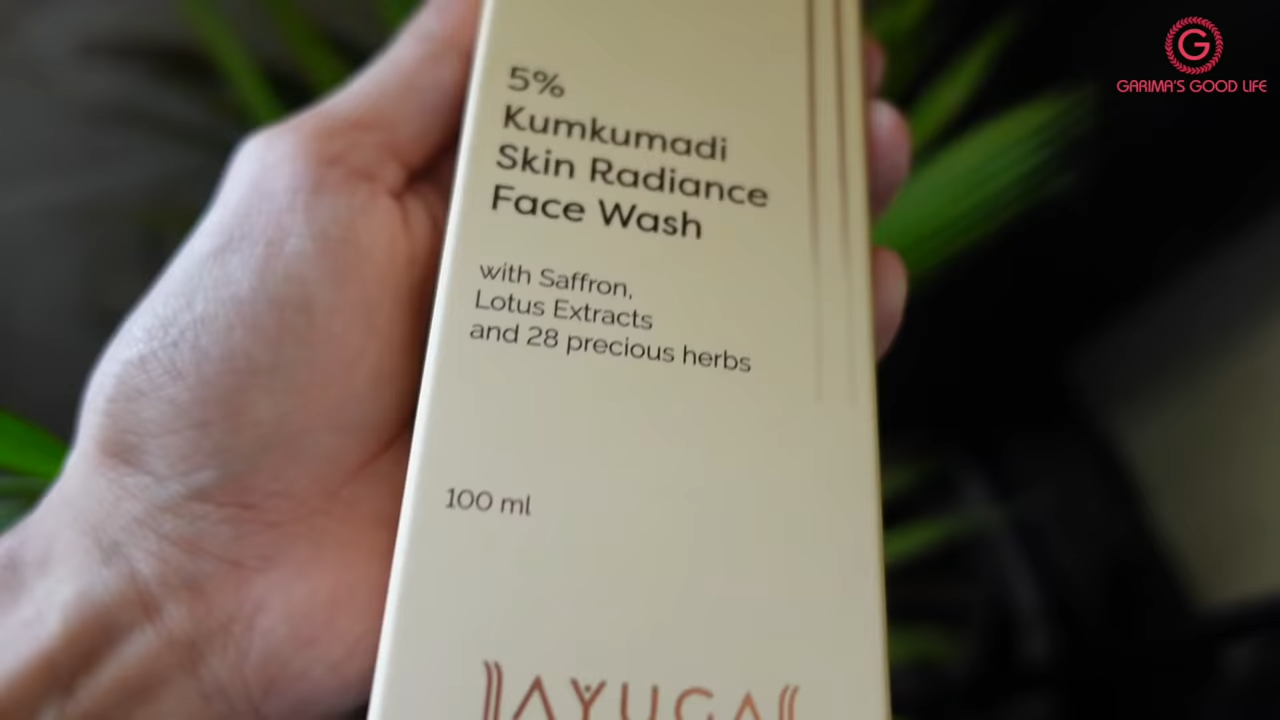 G
GARIMA'S GOOD LIFE
5%
Kumkumadi
Skin Radiance
Face Wash
with Saffron,
Lotus Extracts
and 28 precious herbs
100 ml